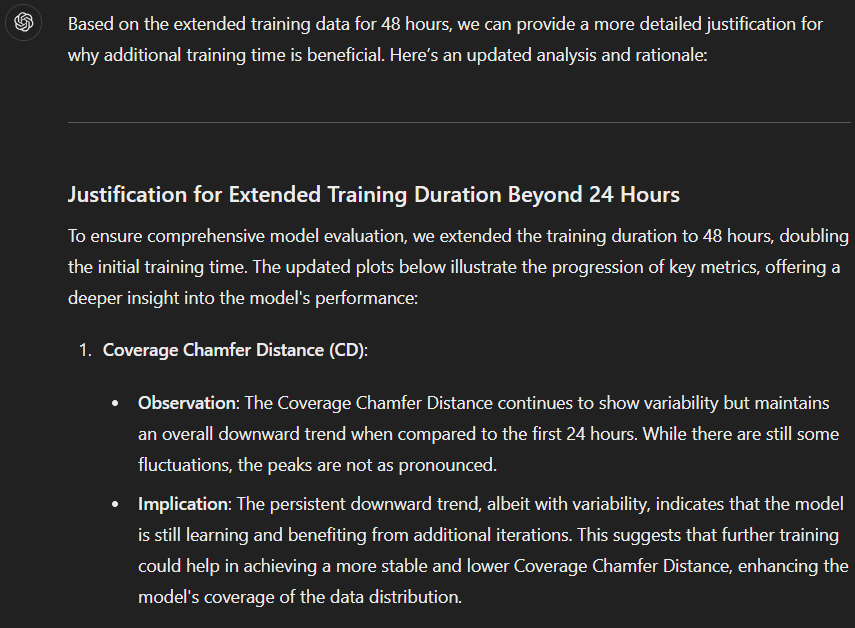 Based on the extended training data for 48 hours, we can provide a more detailed justification for
why additional training time is beneficial. Here’s an updated analysis and rationale:
Justification for Extended Training Duration Beyond 24 Hours
To ensure comprehensive model evaluation, we extended the training duration to 48 hours, doubling
the initial training time. The updated plots below illustrate the progression of key metrics, offering a
deeper insight into the model's performance:
1. Coverage Chamfer Distance (CD):
• Observation: The Coverage Chamfer Distance continues to show variability but maintains
an overall downward trend when compared to the first 24 hours. While there are still some
fluctuations, the peaks are not as pronounced.
• Implication: The persistent downward trend, albeit with variability, indicates that the model
is still learning and benefiting from additional iterations. This suggests that further training
could help in achieving a more stable and lower Coverage Chamfer Distance, enhancing the
model's coverage of the data distribution.